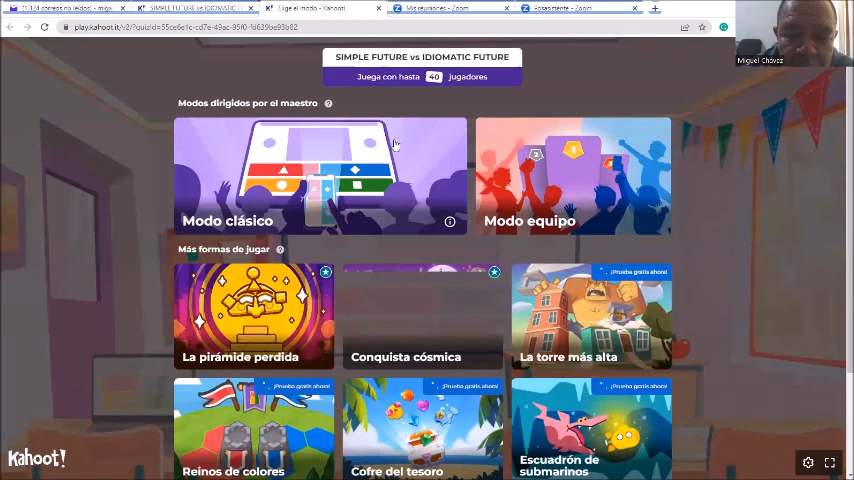 (1,324 correos no leídos) - migu
SIMPLE FUTURE vs IDIOMATIC F
Elige el modo - Kahoot!
Mis reuniones - Zoom
Posasistente - Zoom
play.kahoot.it/v2/?quizId=55ce6e1c-cd7e-49ac-95f0-fd639be93b82
Miguel Chávez
SIMPLE FUTURE vs IDIOMATIC FUTURE
Juega con hasta 40 jugadores
Modos dirigidos por el maestro
Modo clásico
2 1 3
Modo equipo
Más formas de jugar
¡Prueba gratis ahora!
La pirámide perdida
Conquista cósmica
La torre más alta
¡Prueba gratis ahora!
¡Prueba gratis ahora!
¡Prueba gratis ahora!
Reinos de colores
Cofre del tesoro
Escuadrón de
submarinos
Kahoot!